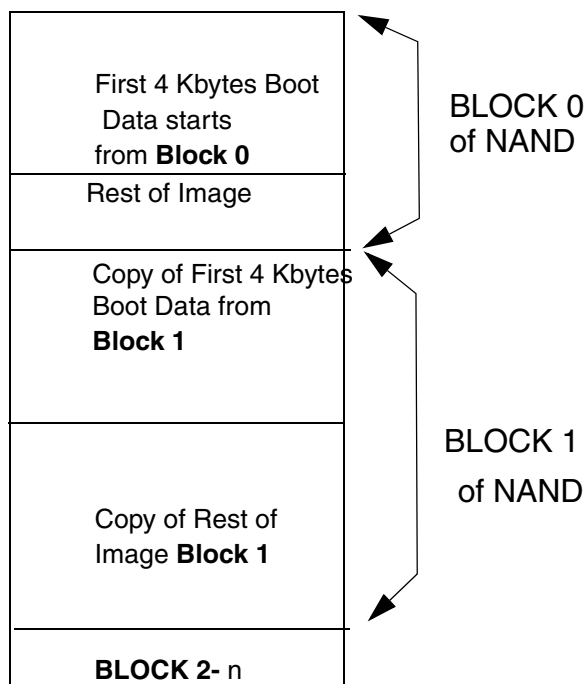 First 4 Kbytes Boot
Data starts
from Block 0
BLOCK 0
of NAND
Rest of Image
Copy of First 4 Kbytes
Boot Data from
Block 1
BLOCK 1
of NAND
Copy of Rest of
Image Block 1
BLOCK 2- n